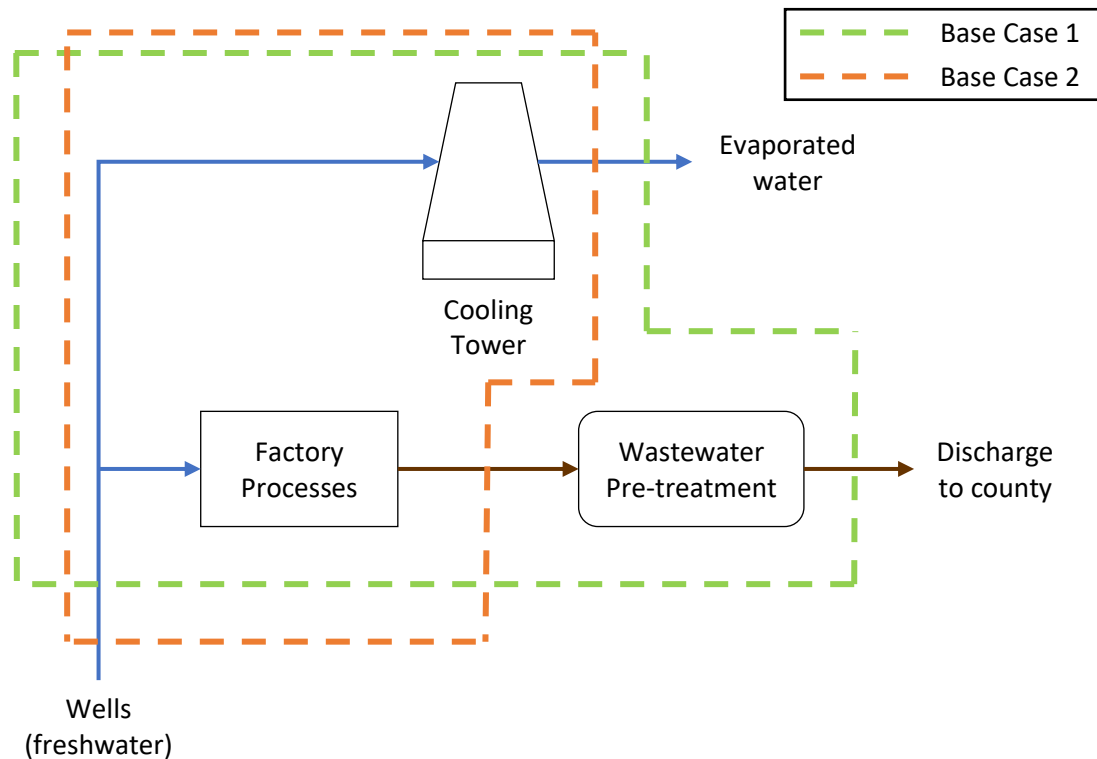 Base Case 1
Base Case 2
Evaporated
water
Cooling
Tower
Factory
Processes
Wastewater
Pre-treatment
Discharge
to county
Wells
(freshwater)